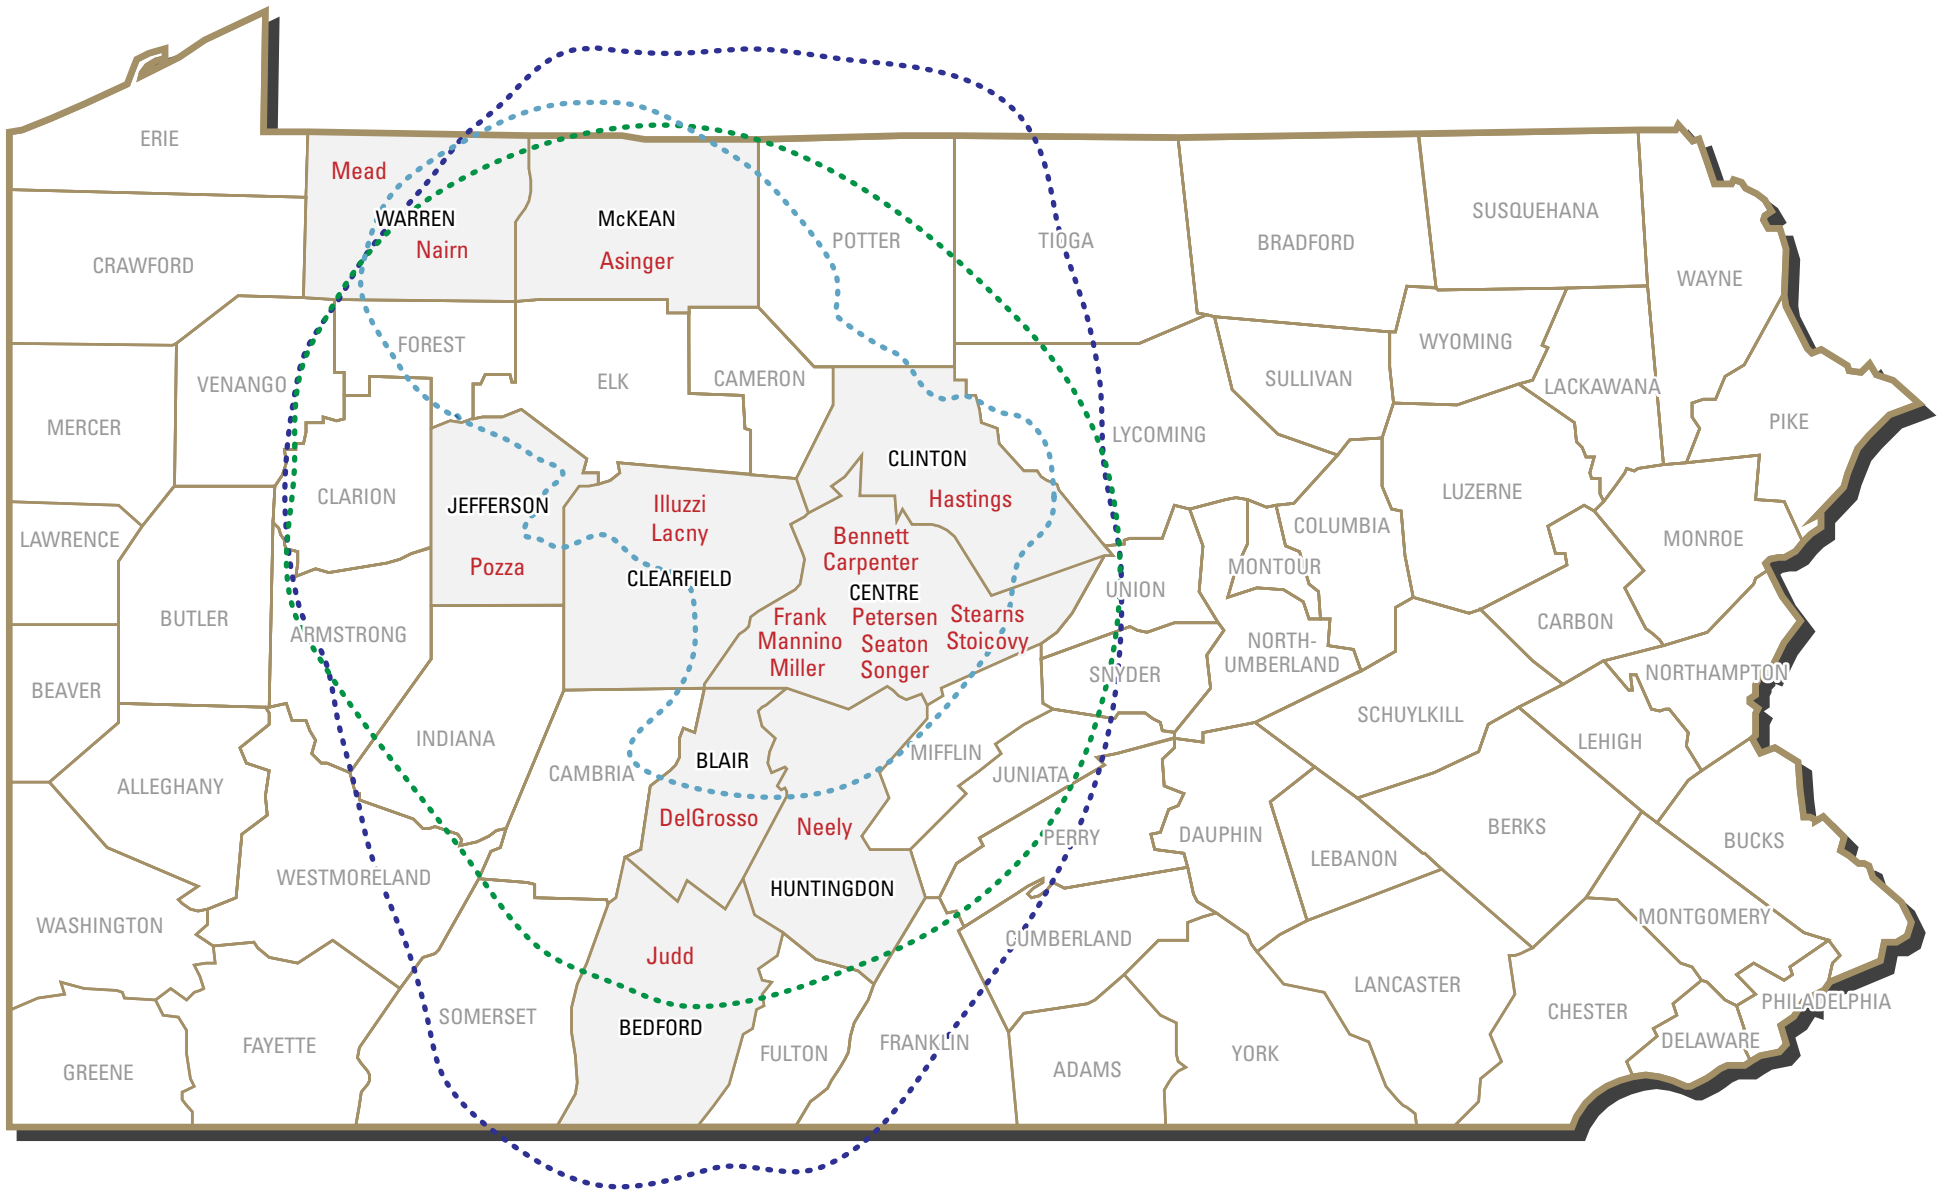 ERIE
Mead
WARREN
Nairn
McKEAN
Asinger
POTTER
TIOGA
BRADFORD
SUSQUEHANA
WAYNE
CRAWFORD
FOREST
ELK
CAMERON
VENANGO
MERCER
LYCOMING
SULLIVAN
WYOMING
LACKAWANA
PIKE
CLINTON
Hastings
CLARION
JEFFERSON
Pozza
Illuzzi
Lacny
CLEARFIELD
Bennett
Carpenter
CENTRE
Frank
Mannino
Miller
Petersen
Seaton
Songer
Stearns
Stoicovy
LUZERNE
COLUMBIA
MONTOUR
MONROE
LAWRENCE
BUTLER
ARMSTRONG
UNION
NORTH-
UMBERLAND
CARBON
SNYDER
BEAVER
INDIANA
CAMBRIA
BLAIR
DelGrosso
Neely
HUNTINGDON
MIFFLIN
JUNIATA
SCHUYLKILL
NORTHAMPTON
LEHIGH
ALLEGHANY
WESTMORELAND
PERRY
DAUPHIN
LEBANON
BERKS
BUCKS
WASHINGTON
Judd
BEDFORD
CUMBERLAND
MONTGOMERY
GREENE
FAYETTE
SOMERSET
FULTON
FRANKLIN
ADAMS
YORK
LANCASTER
CHESTER
PHILADELPHIA
DELAWARE